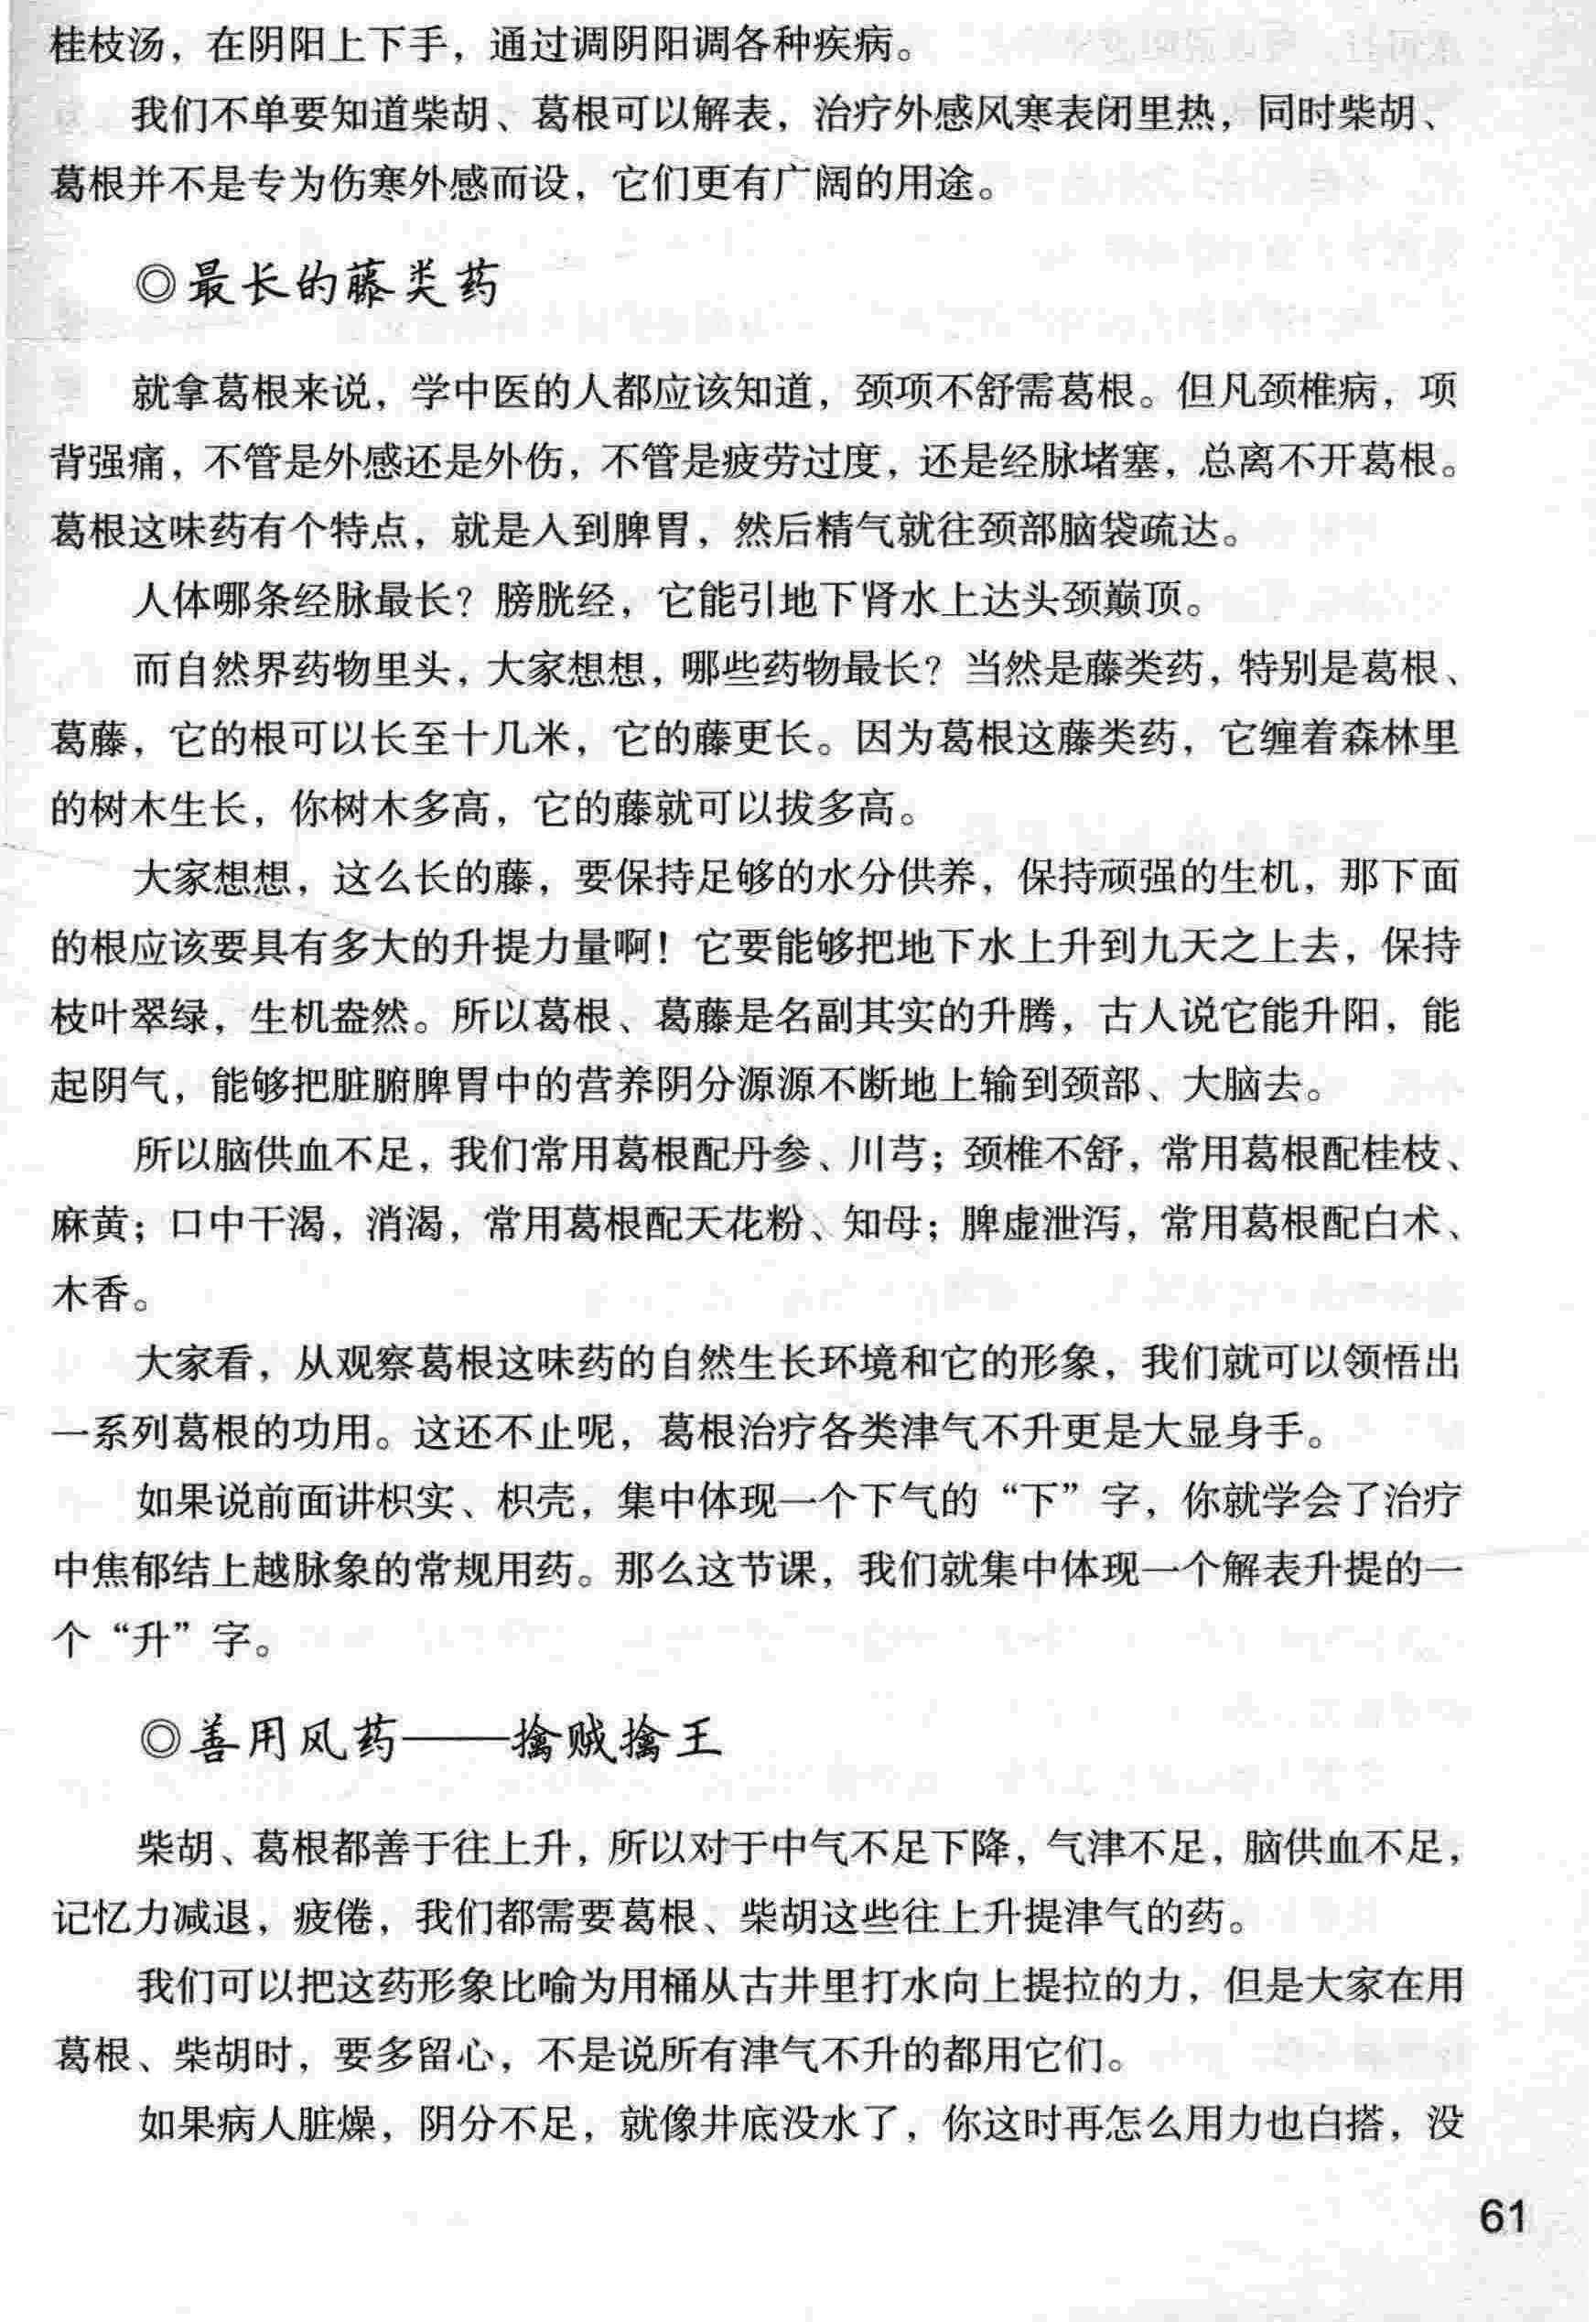 桂枝汤，在阴阳上下手，通过调阴阳调各种疾病。
我们不单要知道柴胡、葛根可以解表，治疗外感风寒表闭里热，同时柴胡、
葛根并不是专为伤寒外感而设，它们更有广阔的用途。
◎最长的藤类药
就拿葛根来说，学中医的人都应该知道，颈项不舒需葛根。但凡颈椎病，项
背强痛，不管是外感还是外伤，不管是疲劳过度，还是经脉堵塞，总离不开葛根。
葛根这味药有个特点，就是入到脾胃，然后精气就往颈部脑袋疏达。
人体哪条经脉最长？膀胱经，它能引地下肾水上达头颈巅顶。
而自然界药物里头，大家想想，哪些药物最长？当然是藤类药，特别是葛根、
葛藤，它的根可以长至十几米，它的藤更长。因为葛根这藤类药，它缠着森林里
的树木生长，你树木多高，它的藤就可以拔多高。
大家想想，这么长的藤，要保持足够的水分供养，保持顽强的生机，那下面
的根应该要具有多大的升提力量啊！它要能够把地下水上升到九天之上去，保持
枝叶翠绿，生机盎然。所以葛根、葛藤是名副其实的升腾，古人说它能升阳，能
起阴气，能够把脏腑脾胃中的营养阴分源源不断地上输到颈部、大脑去。
所以脑供血不足，我们常用葛根配丹参、川芎；颈椎不舒，常用葛根配桂枝、
麻黄；口中干渴，消渴，常用葛根配天花粉、知母；脾虚泄泻，常用葛根配白术、
木香。
大家看，从观察葛根这味药的自然生长环境和它的形象，我们就可以领悟出
一系列葛根的功用。这还不止呢，葛根治疗各类津气不升更是大显身手。
如果说前面讲枳实、枳壳，集中体现一个下气的“下”字，你就学会了治疗
中焦郁结上越脉象的常规用药。那么这节课，我们就集中体现一个解表升提的一
个“升”字。
◎善用风药——擒贼擒王
柴胡、葛根都善于往上升，所以对于中气不足下降，气津不足，脑供血不足，
记忆力减退，疲倦，我们都需要葛根、柴胡这些往上升提津气的药。
我们可以把这药形象比喻为用桶从古井里打水向上提拉的力，但是大家在用
葛根、柴胡时，要多留心，不是说所有津气不升的都用它们。
如果病人脏燥，阴分不足，就像井底没水了，你这时再怎么用力也白搭，没
61